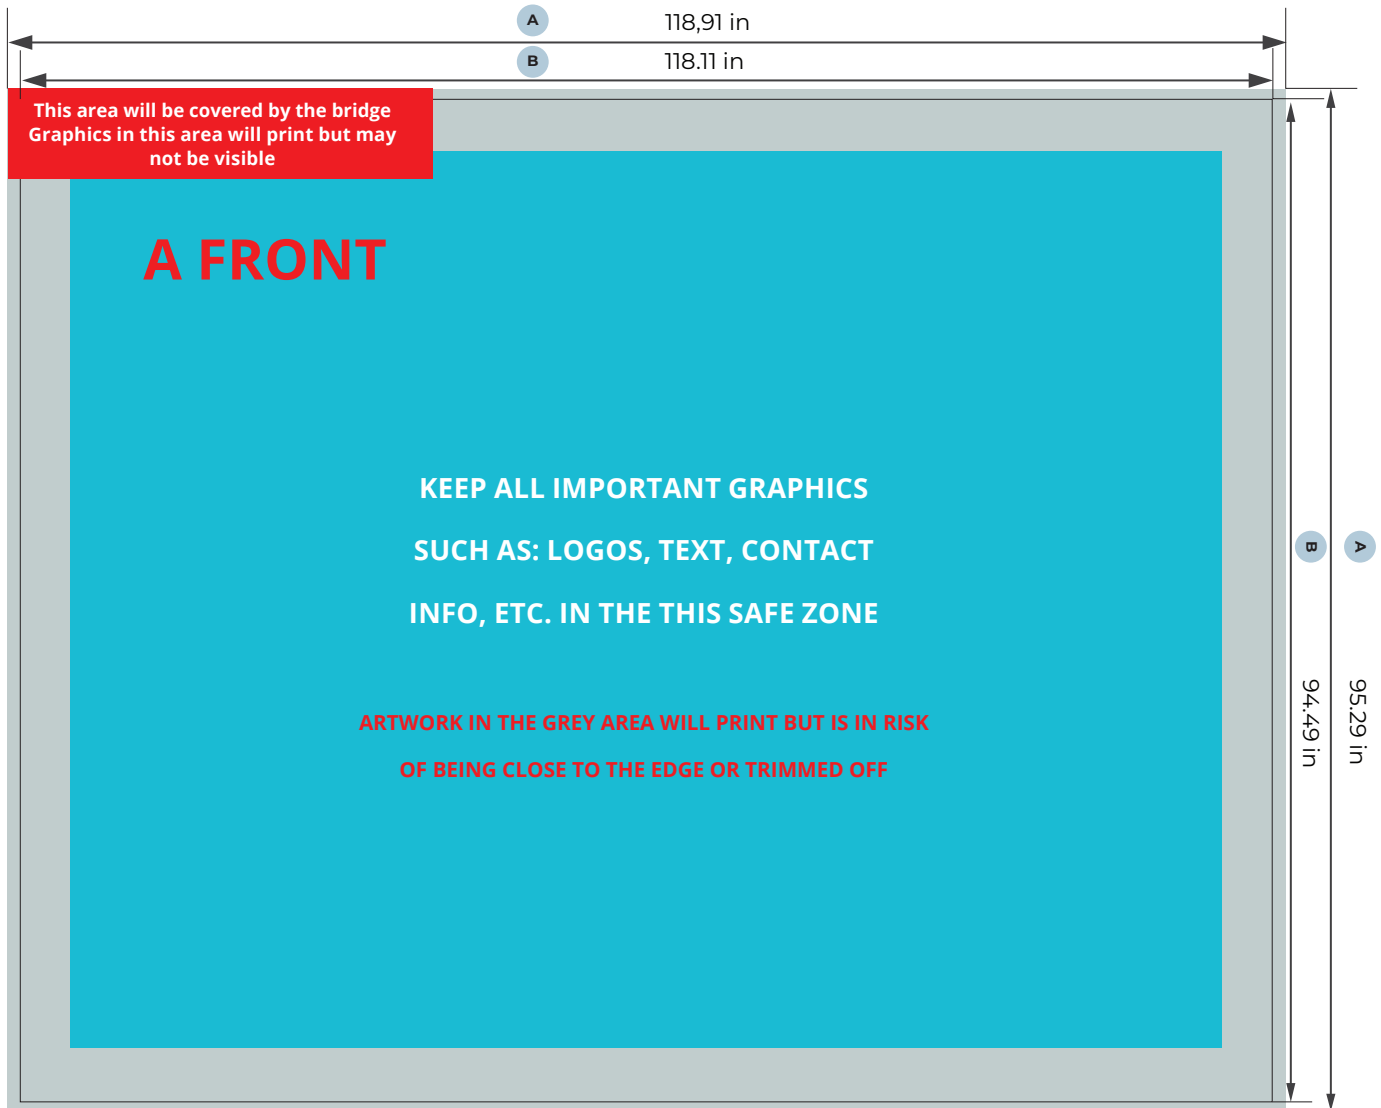 A 118,91 in
B 118.11 in
This area will be covered by the bridge
Graphics in this area will print but may
not be visible
A FRONT
KEEP ALL IMPORTANT GRAPHICS
SUCH AS: LOGOS, TEXT, CONTACT
INFO, ETC. IN THE THIS SAFE ZONE
ARTWORK IN THE GREY AREA WILL PRINT BUT IS IN RISK
OF BEING CLOSE TO THE EDGE OR TRIMMED OFF
B 94.49 in
A 95.29 in